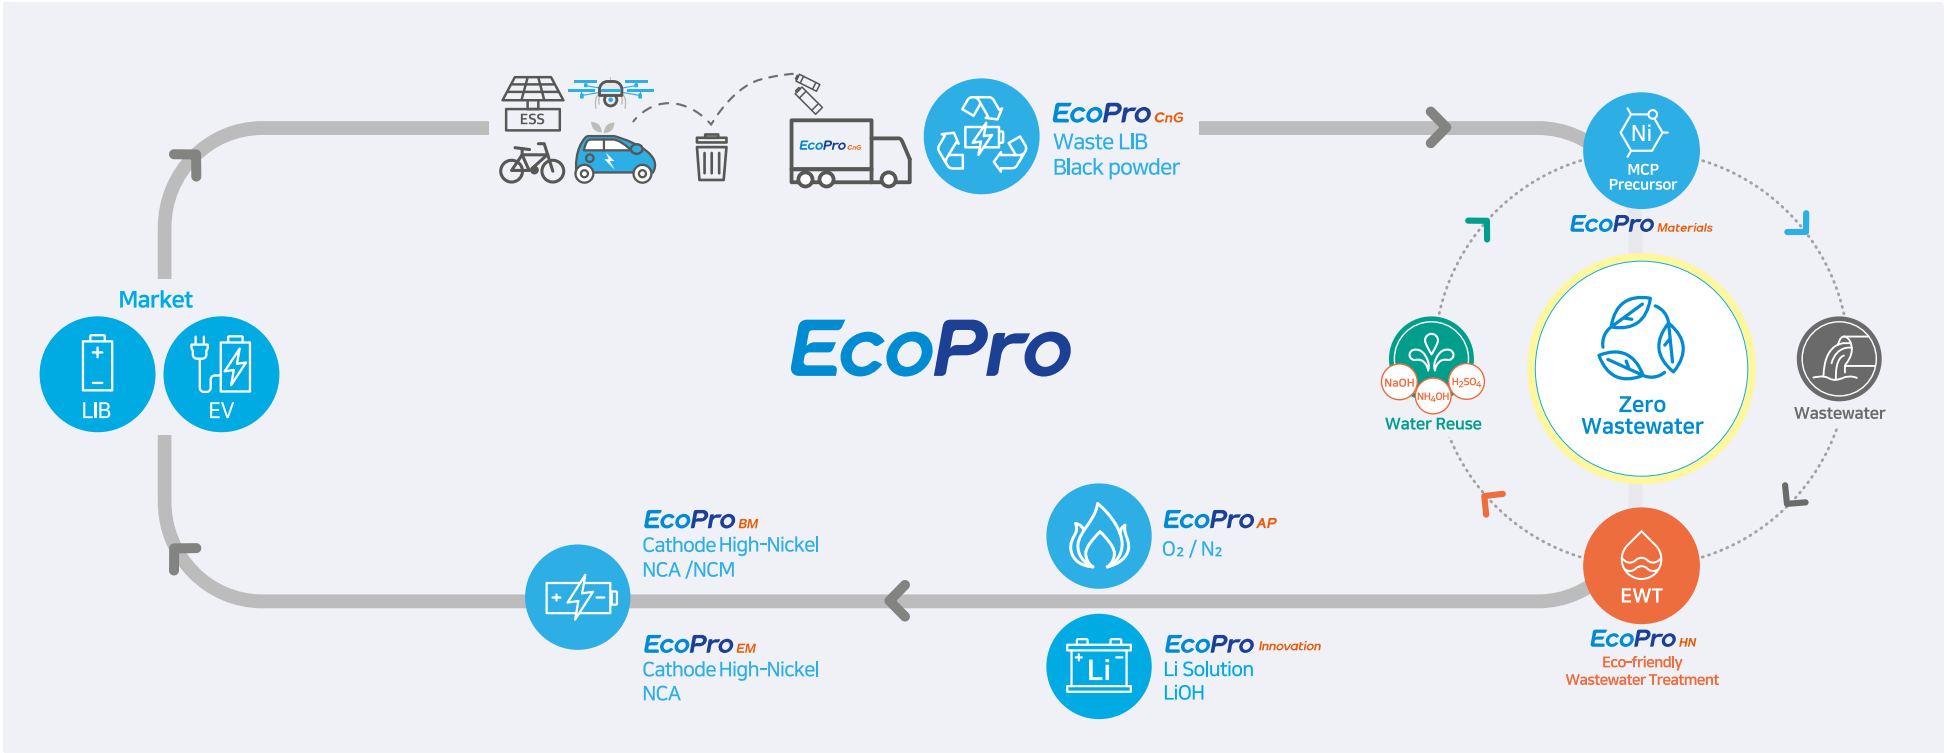 ESS
EcoPro CnG
EcoPro CnG
Waste LIB
Black powder
Ni
MCP
Precursor
EcoPro Materials
Market
LIB
EV
EcoPro
NaOH
NH₄OH
H₂SO₄
Water Reuse
Zero
Wastewater
Wastewater
EcoPro BM
Cathode High-Nickel
NCA /NCM
EcoPro AP
O₂ / N₂
EWT
EcoPro HN
Eco-friendly
Wastewater Treatment
EcoPro EM
Cathode High-Nickel
NCA
Li
EcoPro Innovation
Li Solution
LiOH